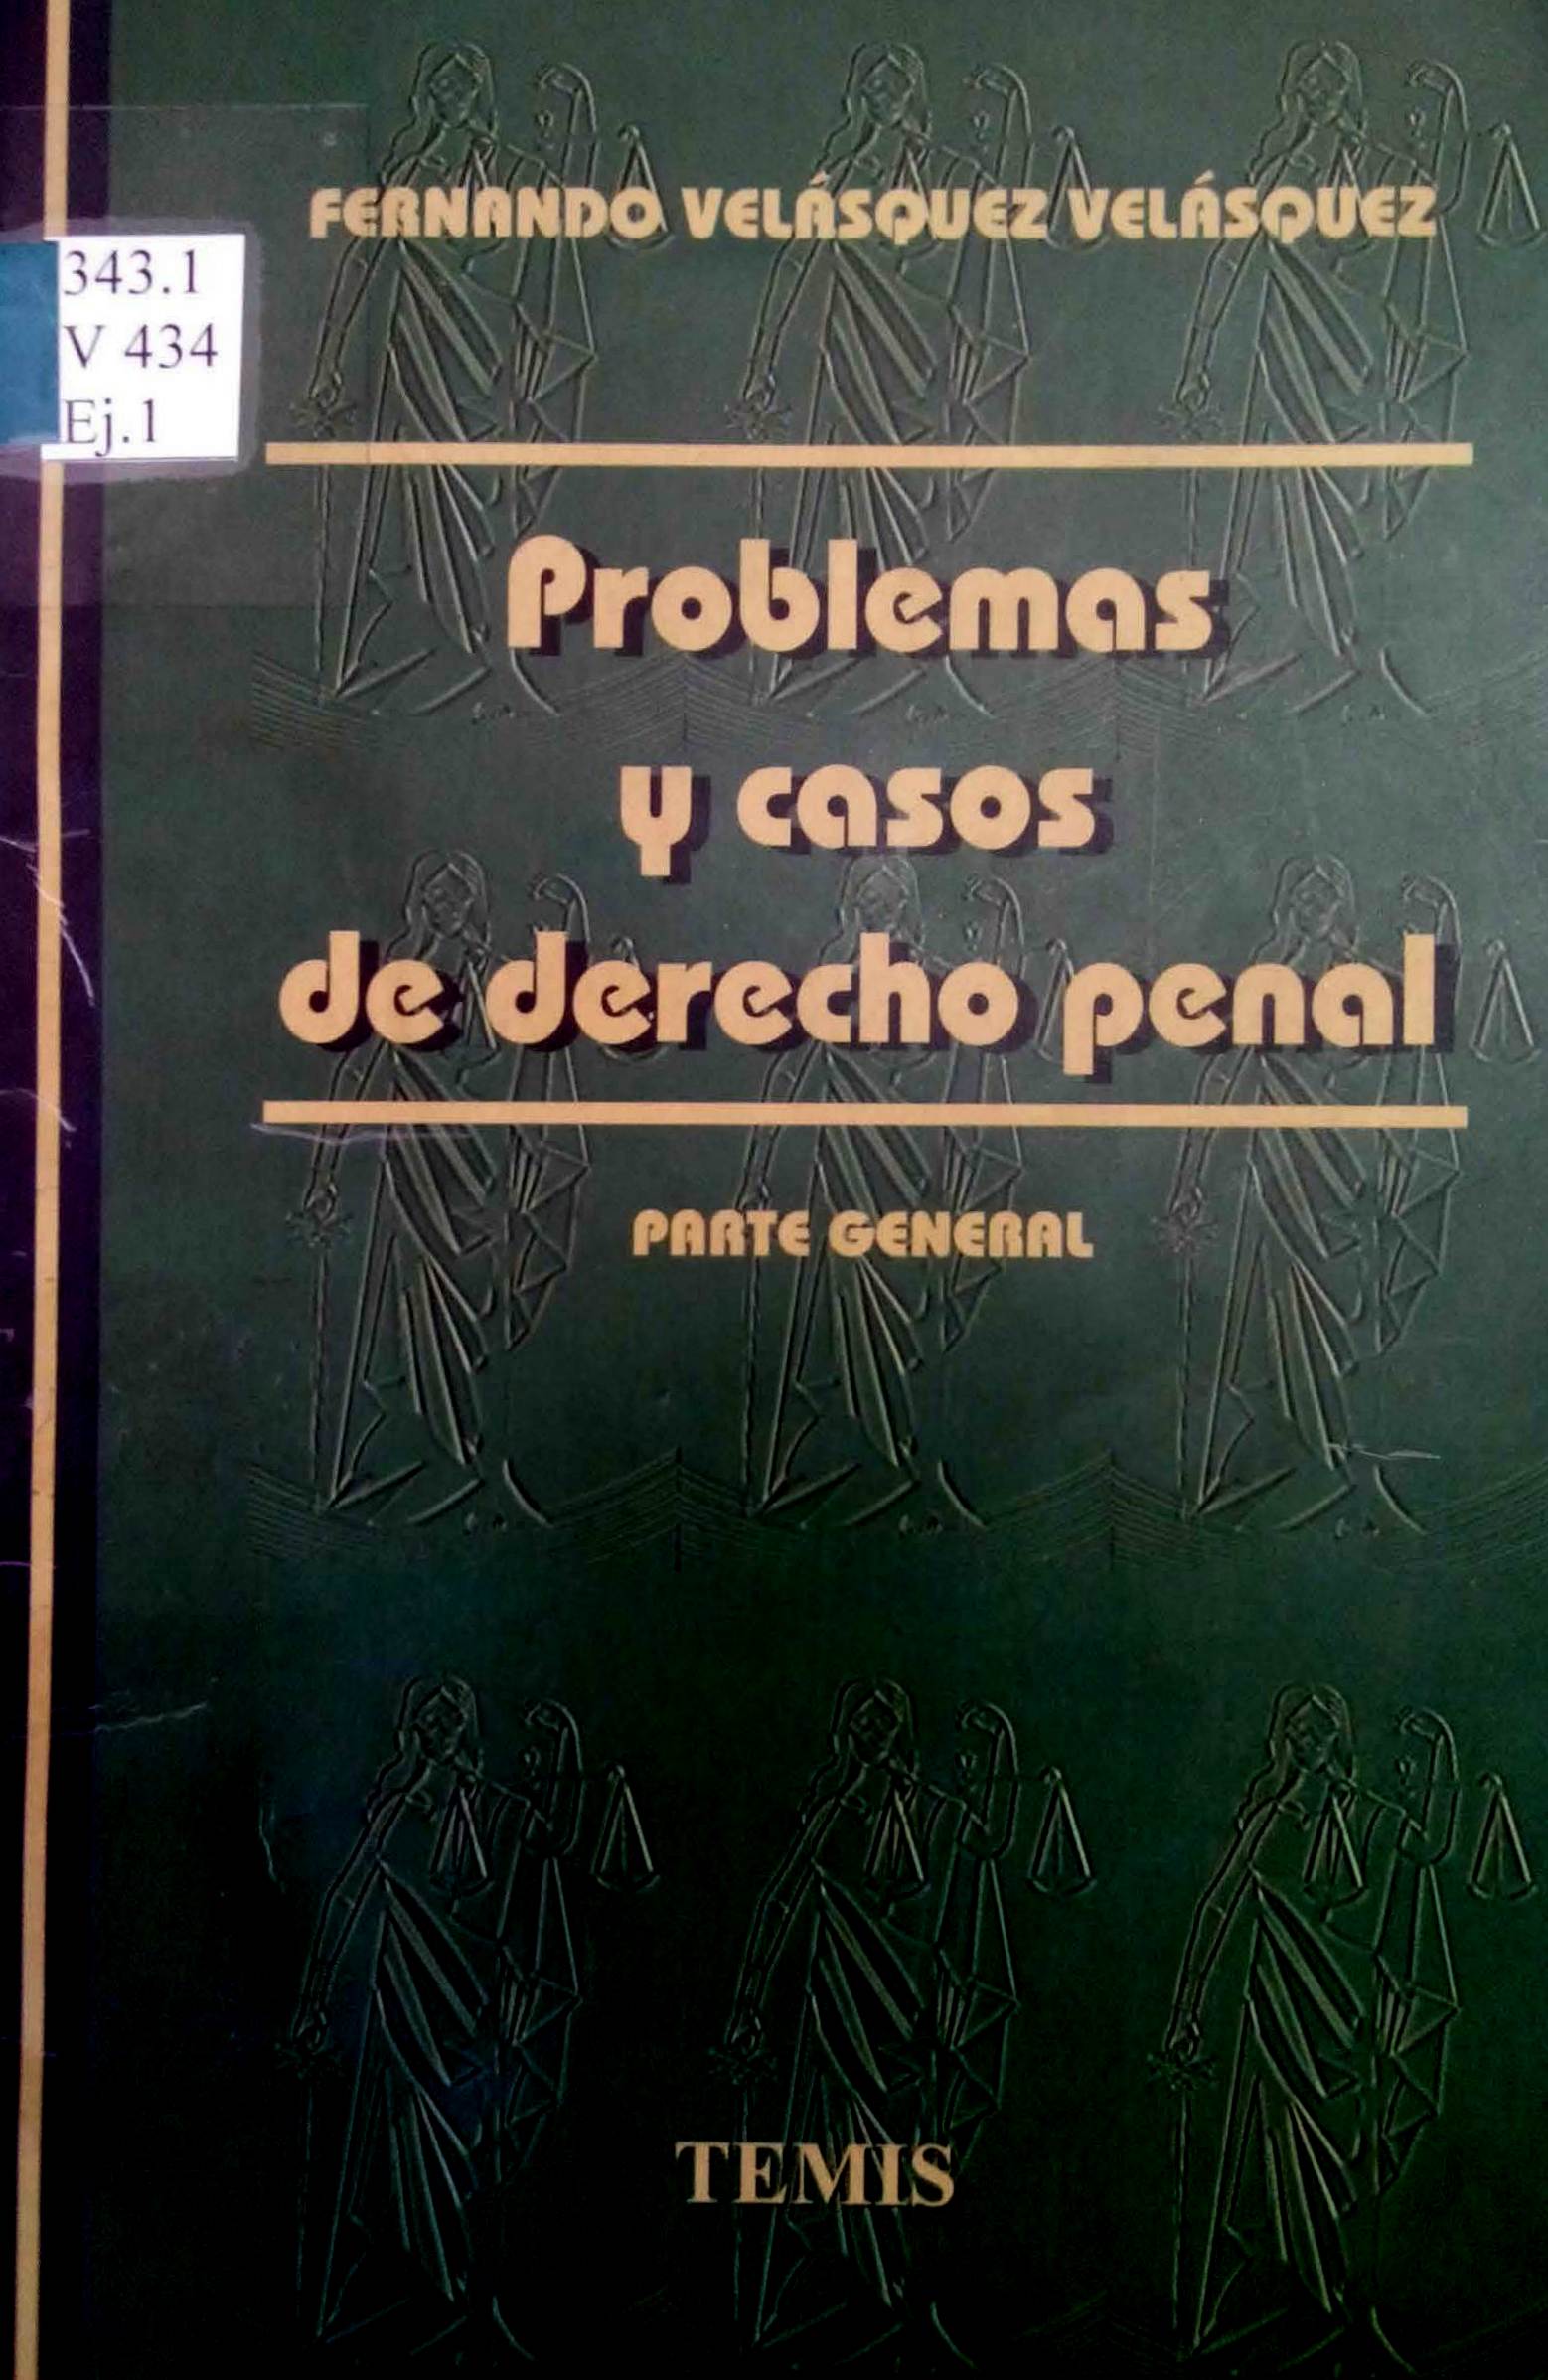 FERNANDO VELÁSQUEZ VELÁSQUEZ
343.1
V 434
Ej.1
Problemas
y casos
de derecho penal
PARTE GENERAL
TEMIS